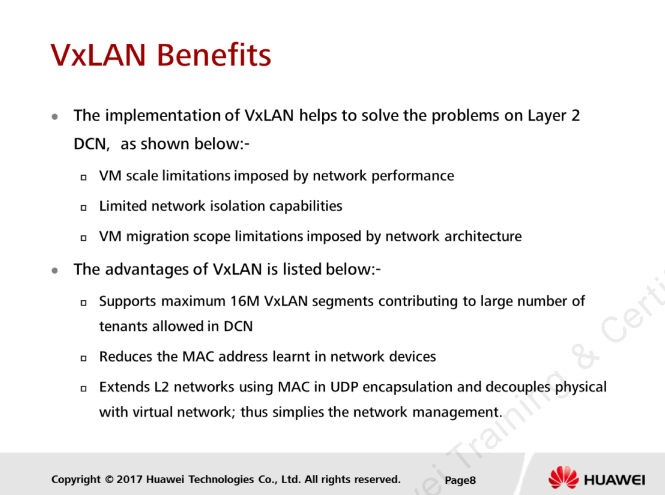 VxLAN Benefits
The implementation of VxLAN helps to solve the problems on Layer 2
DCN, as shown below:-
VM scale limitations imposed by network performance
Limited network isolation capabilities
VM migration scope limitations imposed by network architecture
The advantages of VxLAN is listed below:-
Supports maximum 16M VxLAN segments contributing to large number of
tenants allowed in DCN
Reduces the MAC address learnt in network devices
Extends L2 networks using MAC in UDP encapsulation and decouples physical
with virtual network; thus simplies the network management.
Training &
Copyright © 2017 Huawei Technologies Co., Ltd. All rights reserved.
Page8
HUAWEI